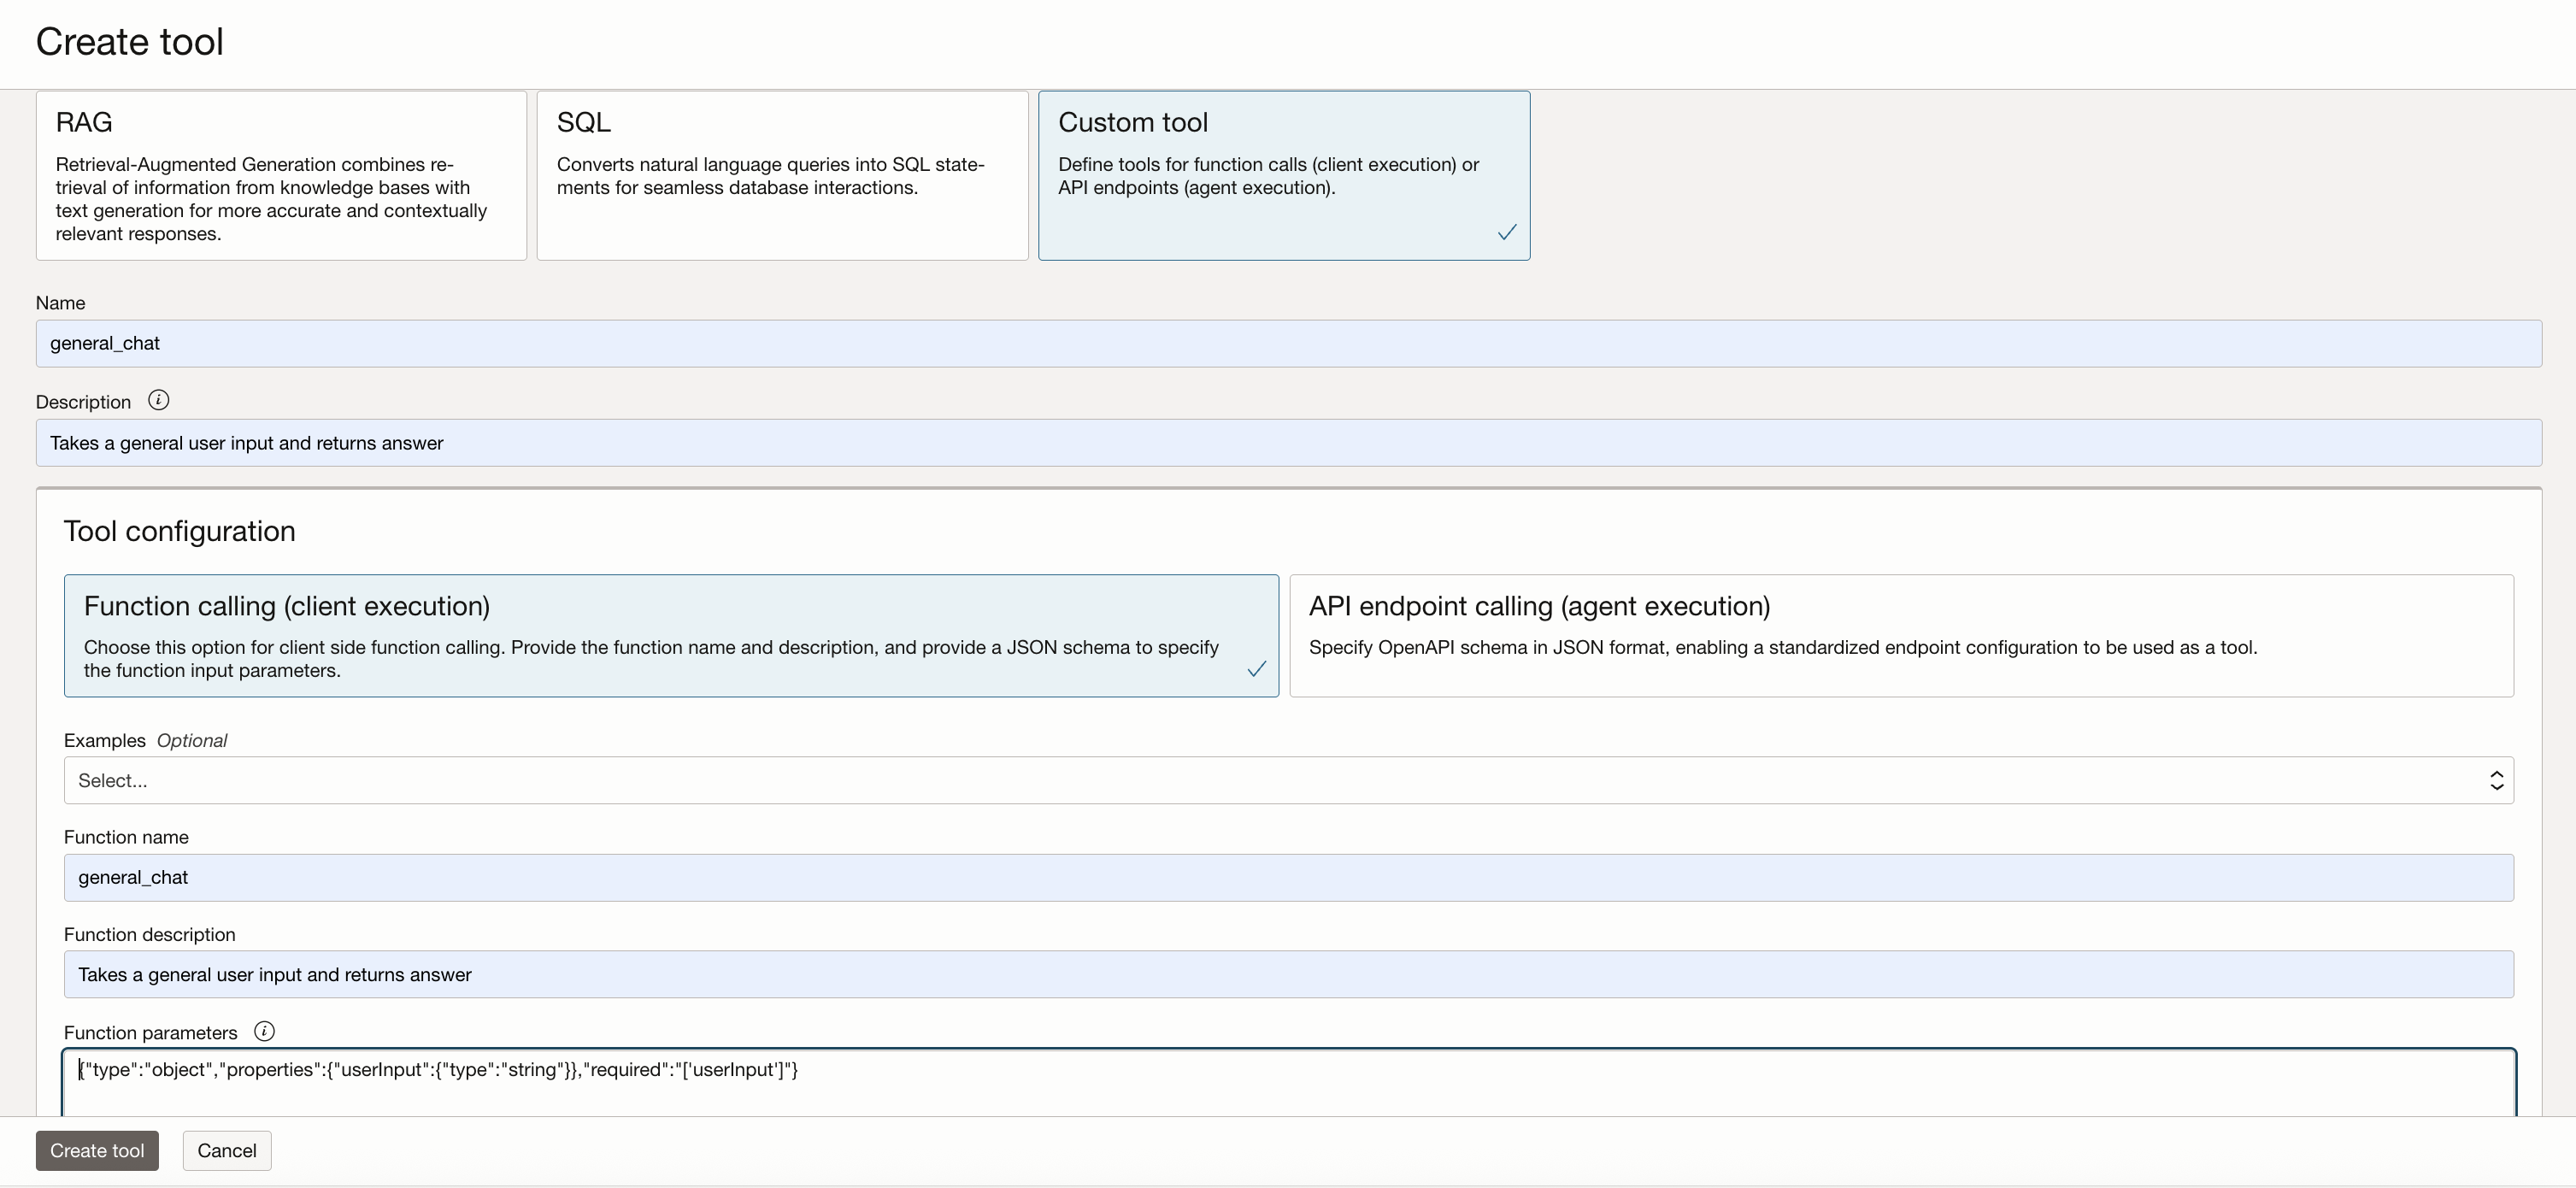 Create tool
RAG
Retrieval-Augmented Generation combines re-
trieval of information from knowledge bases with
text generation for more accurate and contextually
relevant responses.
SQL
Converts natural language queries into SQL state-
ments for seamless database interactions.
Custom tool
Define tools for function calls (client execution) or
API endpoints (agent execution).
Name
general_chat
Description
Takes a general user input and returns answer
Tool configuration
Function calling (client execution)
Choose this option for client side function calling. Provide the function name and description, and provide a JSON schema to specify
the function input parameters.
API endpoint calling (agent execution)
Specify OpenAPI schema in JSON format, enabling a standardized endpoint configuration to be used as a tool.
Examples Optional
Select...
Function name
general_chat
Function description
Takes a general user input and returns answer
Function parameters
{"type":"object","properties":{"userInput":{"type":"string"}},"required":"['userInput']"}
Create tool
Cancel